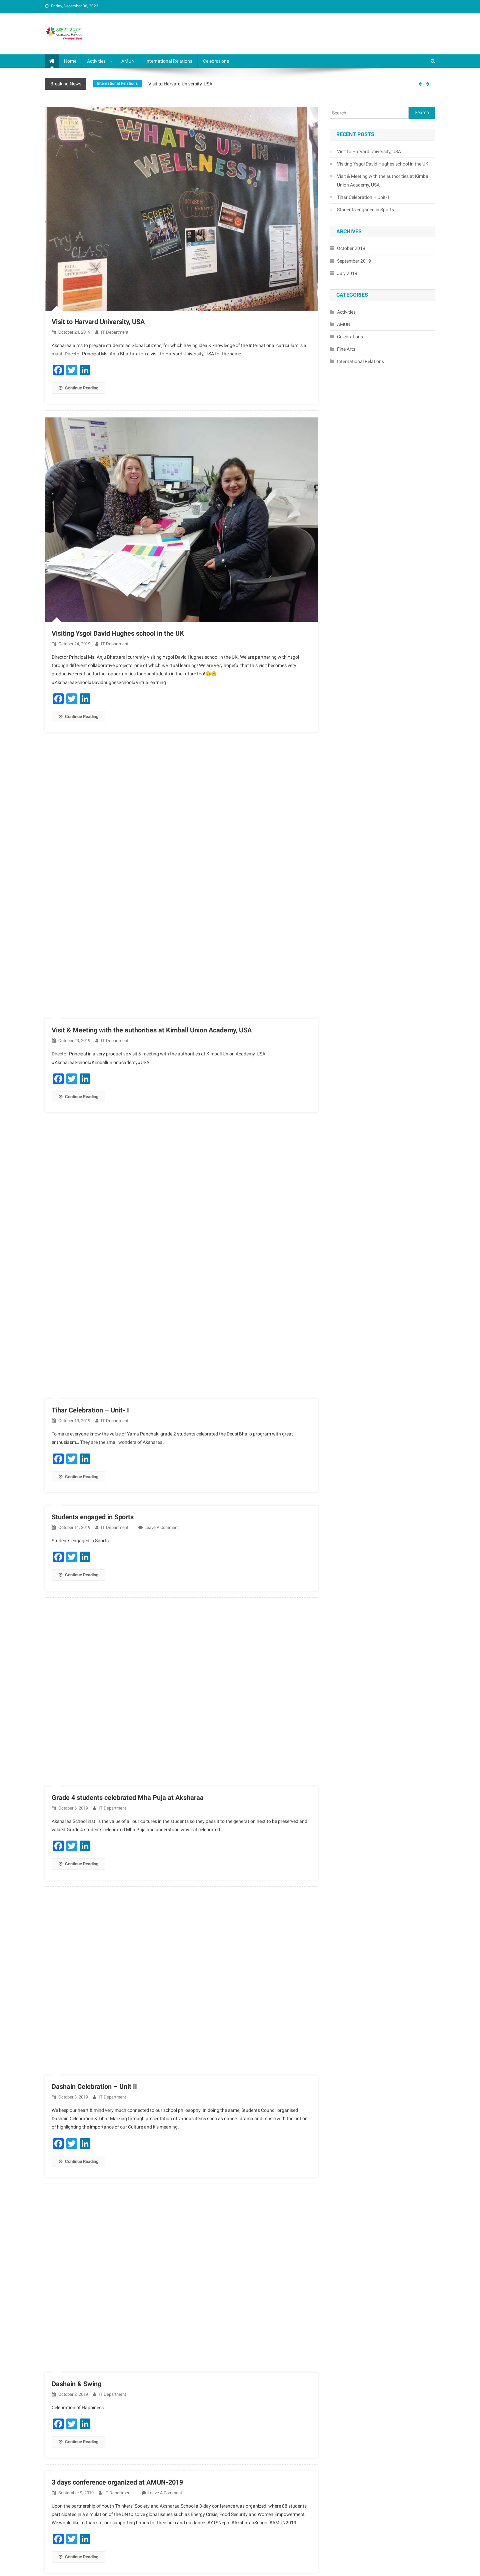 Friday, December 08, 2023
अक्षरा स्कूल
Home
Activities
AMUN
International Relations
Celebrations
Breaking News
International Relations
Visit to Harvard University, USA
WHAT'S UP IN WELLNESS?!
SCREEN
TRY A CLASS
Visit to Harvard University, USA
October 24, 2019 IT Department
Aksharaa aims to prepare students as Global citizens, for which having idea & knowledge of the International curriculum is a
must! Director Principal Ms. Anju Bhattarai on a visit to Harvard University, USA for the same.
Continue Reading
Visiting Ysgol David Hughes school in the UK
October 24, 2019 IT Department
Director Principal Ms. Anju Bhattarai currently visiting Ysgol David Hughes school in the UK. We are partnering with Ysgol
through different collaborative projects: one of which is virtual learning! We are very hopeful that this visit becomes very
productive creating further opportunities for our students in the future too!😊😊
#AksharaaSchool#DavidhughesSchool#Virtuallearning
Continue Reading
Visit & Meeting with the authorities at Kimball Union Academy, USA
October 23, 2019 IT Department
Director Principal in a very productive visit & meeting with the authorities at Kimball Union Academy, USA.
#AksharaaSchool#Kimballunionacademy#USA
Continue Reading
Tihar Celebration – Unit- I
October 19, 2019 IT Department
To make everyone know the value of Yama Panchak, grade 2 students celebrated the Deusi Bhailo program with great
enthusiasm… They are the small wonders of Aksharaa.
Continue Reading
Students engaged in Sports
October 11, 2019 IT Department Leave A Comment
Students engaged in Sports
Continue Reading
Grade 4 students celebrated Mha Puja at Aksharaa
October 6, 2019 IT Department
Aksharaa School instills the value of all our cultures in the students so they pass it to the generation next to be preserved and
valued.Grade 4 students celebrated Mha Puja and understood why is it celebrated…
Continue Reading
Dashain Celebration – Unit II
October 3, 2019 IT Department
We keep our heart & mind very much connected to our school philosophy. In doing the same; Students Council organised
Dashain Celebration & Tihar Marking through presentation of various items such as dance , drama and music with the notion
of highlighting the importance of our Culture and it's meaning.
Continue Reading
Dashain & Swing
October 2, 2019 IT Department
Celebration of Happiness
Continue Reading
3 days conference organized at AMUN-2019
September 9, 2019 IT Department Leave A Comment
Upon the partnership of Youth Thinkers' Society and Aksharaa School a 3-day conference was organized; where 88 students
participated in a simulation of the UN to solve global issues such as Energy Crisis, Food Security and Women Empowerment.
We would like to thank all our supporting hands for their help and guidance. #YTSNepal #AksharaaSchool #AMUN2019
Continue Reading
Search …
Search
RECENT POSTS
Visit to Harvard University, USA
Visiting Ysgol David Hughes school in the UK
Visit & Meeting with the authorities at Kimball
Union Academy, USA
Tihar Celebration – Unit- I
Students engaged in Sports
ARCHIVES
October 2019
September 2019
July 2019
CATEGORIES
Activities
AMUN
Celebrations
Fine Arts
International Relations